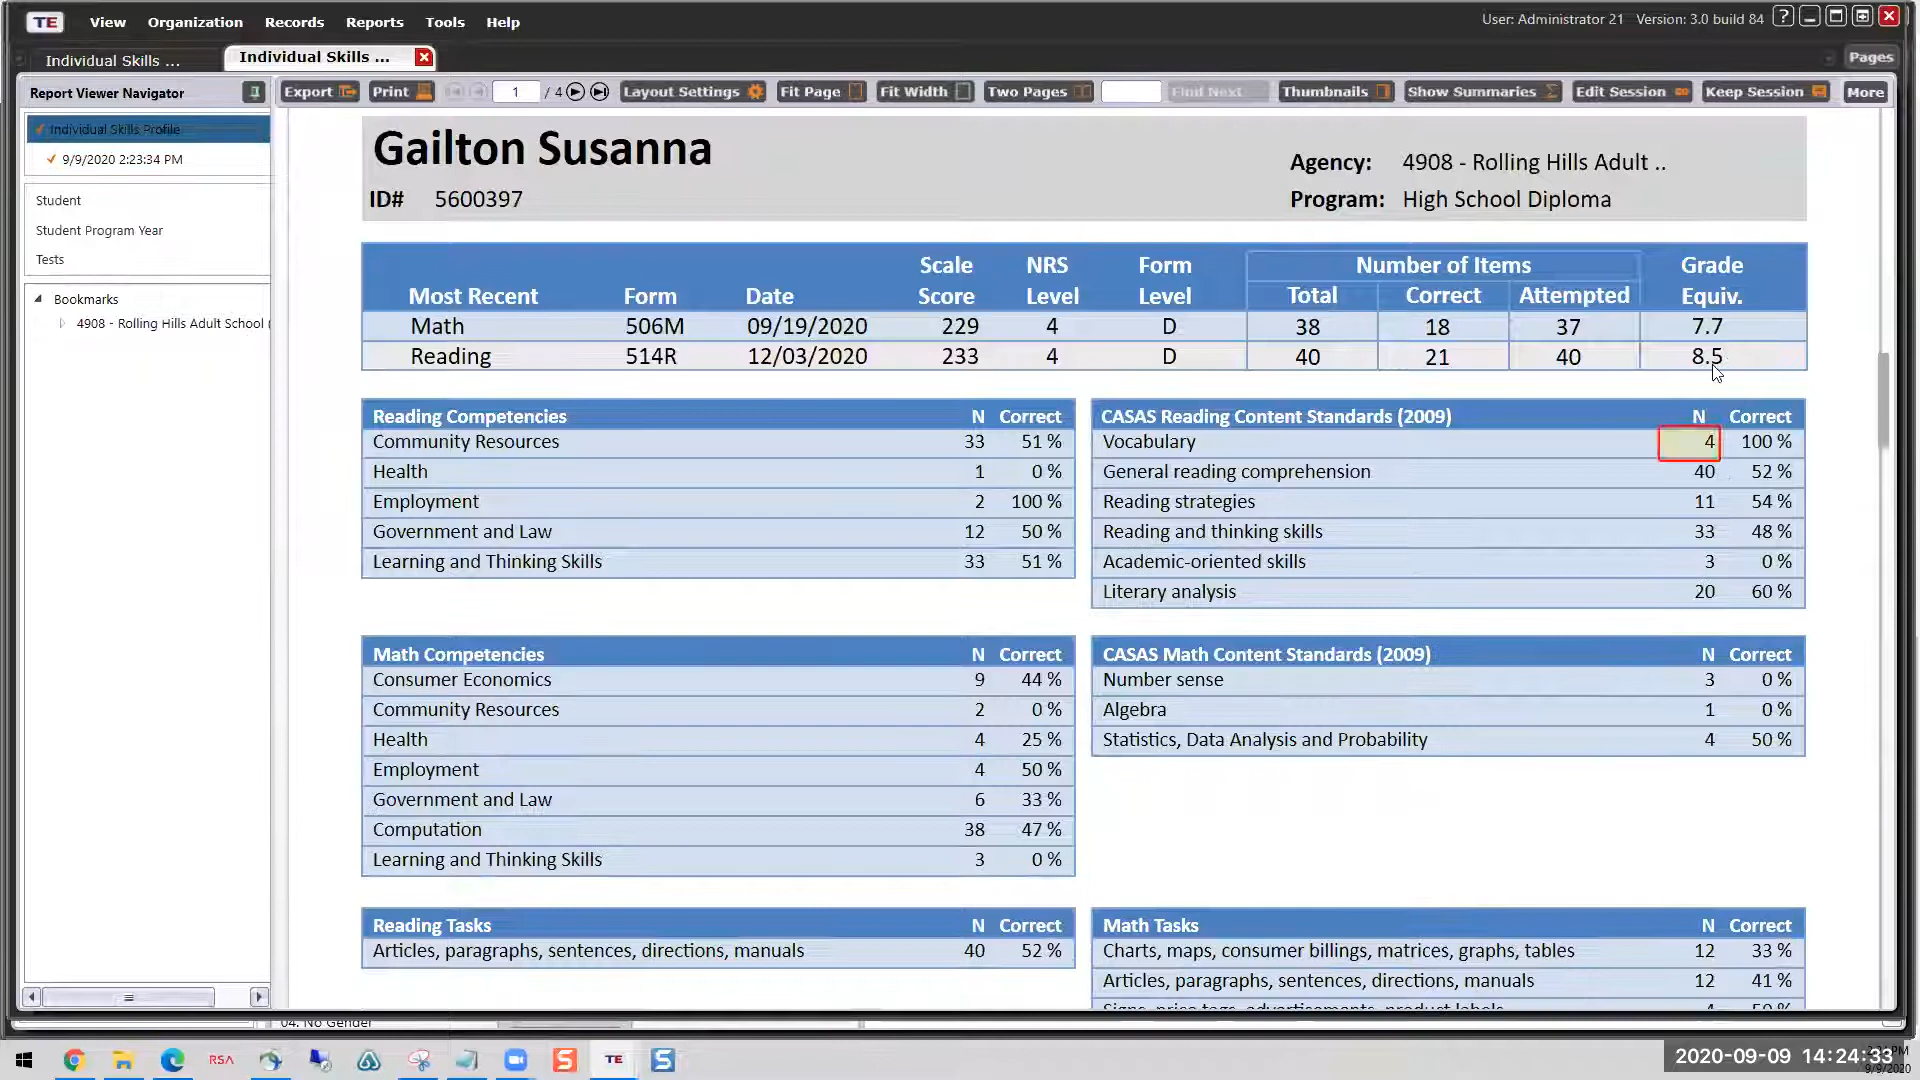 TE View Organization Records Reports Tools Help User: Administrator 21 Version: 3.0 build 84 ?
Individual Skills ... Individual Skills ... Pages
Report Viewer Navigator Export Print 1 / 4 Layout Settings Fit Page Fit Width Two Pages Find Next Thumbnails Show Summaries Edit Session Keep Session More
Individual Skills Profile
9/9/2020 2:23:34 PM
Student
Student Program Year
Tests
Bookmarks
4908 - Rolling Hills Adult School (
Gailton Susanna
Agency: 4908 - Rolling Hills Adult ..
ID# 5600397 Program: High School Diploma
Scale NRS Form Number of Items Grade
Most Recent Form Date Score Level Level Total Correct Attempted Equiv.
Math 506M 09/19/2020 229 4 D 38 18 37 7.7
Reading 514R 12/03/2020 233 4 D 40 21 40 8.5
Reading Competencies N Correct
Community Resources 33 51 %
Health 1 0 %
Employment 2 100 %
Government and Law 12 50 %
Learning and Thinking Skills 33 51 %
CASAS Reading Content Standards (2009) N Correct
Vocabulary 4 100 %
General reading comprehension 40 52 %
Reading strategies 11 54 %
Reading and thinking skills 33 48 %
Academic-oriented skills 3 0 %
Literary analysis 20 60 %
Math Competencies N Correct
Consumer Economics 9 44 %
Community Resources 2 0 %
Health 4 25 %
Employment 4 50 %
Government and Law 6 33 %
Computation 38 47 %
Learning and Thinking Skills 3 0 %
CASAS Math Content Standards (2009) N Correct
Number sense 3 0 %
Algebra 1 0 %
Statistics, Data Analysis and Probability 4 50 %
Reading Tasks N Correct
Articles, paragraphs, sentences, directions, manuals 40 52 %
Math Tasks N Correct
Charts, maps, consumer billings, matrices, graphs, tables 12 33 %
Articles, paragraphs, sentences, directions, manuals 12 41 %
Signs, price tags, advertisements, product labels 4 50 %
04. No Gender
RSA S TE S
2020-09-09 14:24:33
9/9/2020